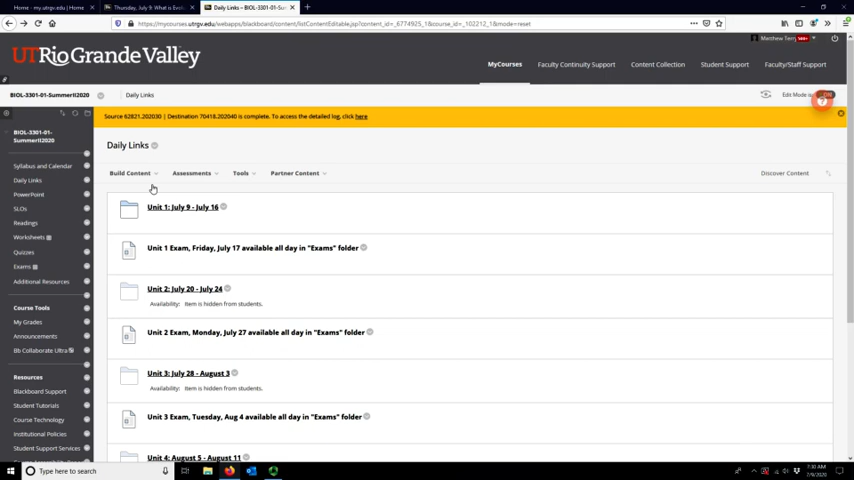 Home - my.utrgv.edu | Home
Thursday, July 9: What is Evolu
Daily Links – BIOL-3301-01-Sum
https://mycourses.utrgv.edu/webapps/blackboard/content/listContentEditable.jsp?content_id=_6774925_1&course_id=_102212_1&mode=reset
Matthew Terry
UTRioGrandeValley
MyCourses
Faculty Continuity Support
Content Collection
Student Support
Faculty/Staff Support
BIOL-3301-01-SummerII2020
Daily Links
Edit Mode is:
?
Source 62821.202030 | Destination 70418.202040 is complete. To access the detailed log, click here
BIOL-3301-01-
SummerII2020
Syllabus and Calendar
Daily Links
PowerPoint
SLOs
Readings
Worksheets
Quizzes
Exams
Additional Resources
Course Tools
My Grades
Announcements
Bb Collaborate Ultra
Resources
Blackboard Support
Student Tutorials
Course Technology
Institutional Policies
Student Support Services
Daily Links
Build Content
Assessments
Tools
Partner Content
Discover Content
Unit 1: July 9 - July 16
Unit 1 Exam, Friday, July 17 available all day in "Exams" folder
Unit 2: July 20 - July 24
Availability: Item is hidden from students.
Unit 2 Exam, Monday, July 27 available all day in "Exams" folder
Unit 3: July 28 - August 3
Availability: Item is hidden from students.
Unit 3 Exam, Tuesday, Aug 4 available all day in "Exams" folder
Unit 4: August 5 - August 11
Type here to search
7:30 AM
7/9/2020